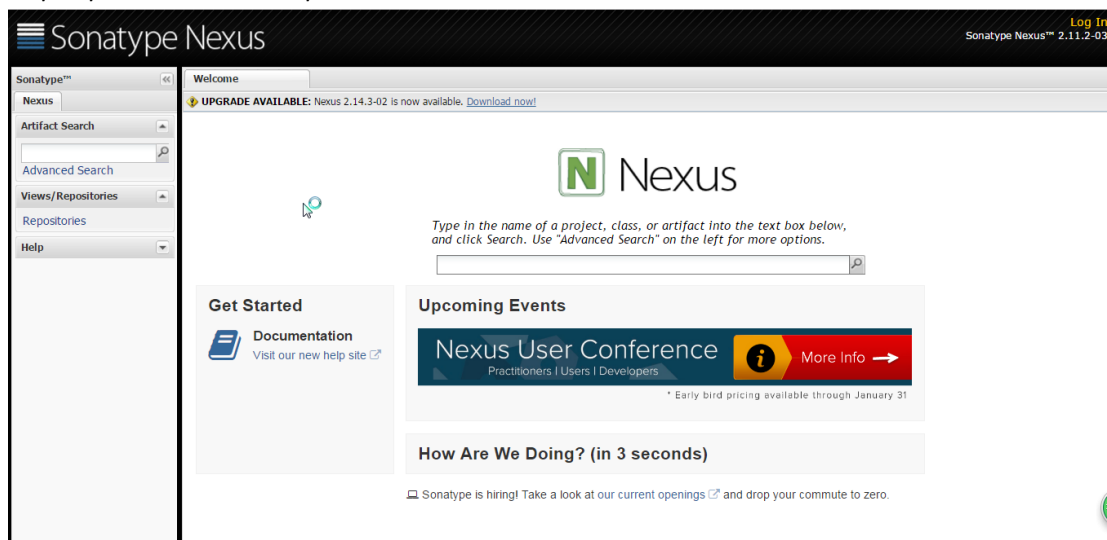 Sonatype Nexus
Log In
Sonatype Nexus™ 2.11.2-03
Sonatype™
Nexus
Artifact Search
Advanced Search
Views/Repositories
Repositories
Help
Welcome
UPGRADE AVAILABLE: Nexus 2.14.3-02 is now available. Download now!
N Nexus
Type in the name of a project, class, or artifact into the text box below,
and click Search. Use "Advanced Search" on the left for more options.
Get Started
Documentation
Visit our new help site
Upcoming Events
Nexus User Conference
Practitioners | Users | Developers
i More Info
* Early bird pricing available through January 31
How Are We Doing? (in 3 seconds)
Sonatype is hiring! Take a look at our current openings and drop your commute to zero.